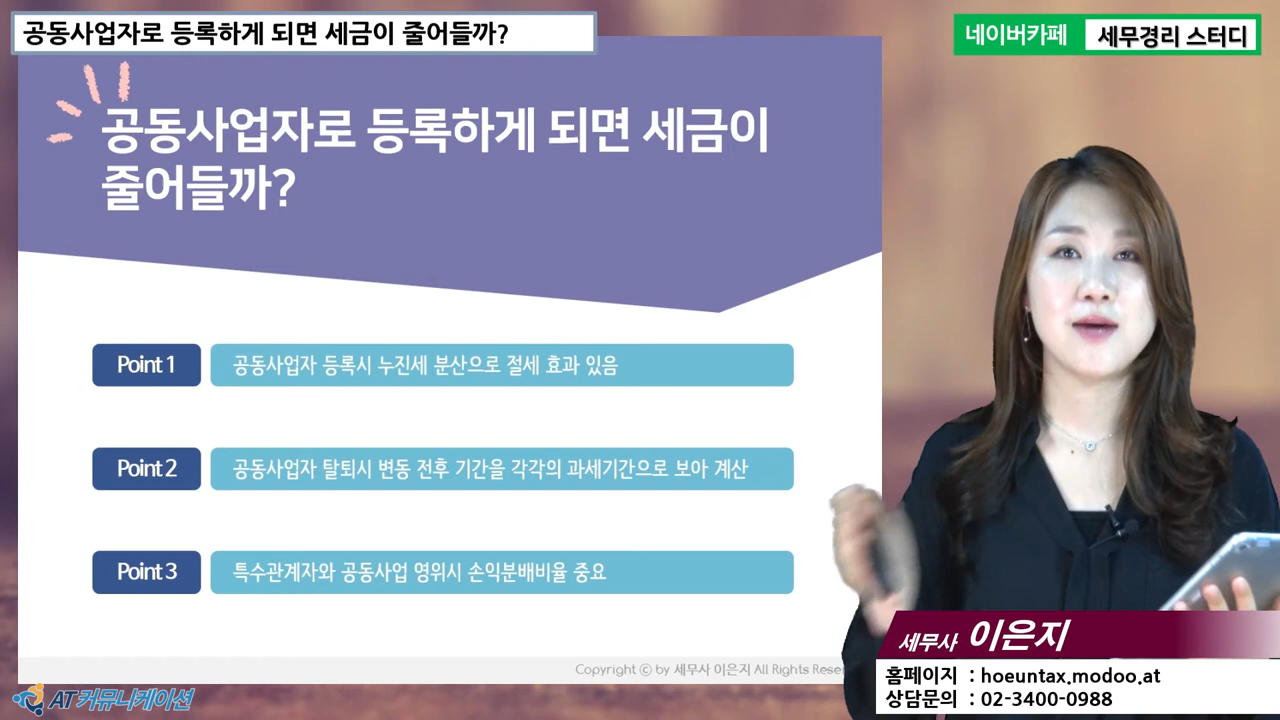 공동사업자로 등록하게 되면 세금이 줄어들까?
네이버카페 세무경리 스터디
공동사업자로 등록하게 되면 세금이
줄어들까?
Point 1 공동사업자 등록시 누진세 분산으로 절세 효과 있음
Point 2 공동사업자 탈퇴시 변동 전후 기간을 각각의 과세기간으로 보아 계산
Point 3 특수관계자와 공동사업 영위시 손익분배비율 중요
Copyright ⓒ by 세무사 이은지 All Rights
세무사 이은지
홈페이지 : hoeuntax.modoo.at
상담문의 : 02-3400-0988
AT커뮤니케이션